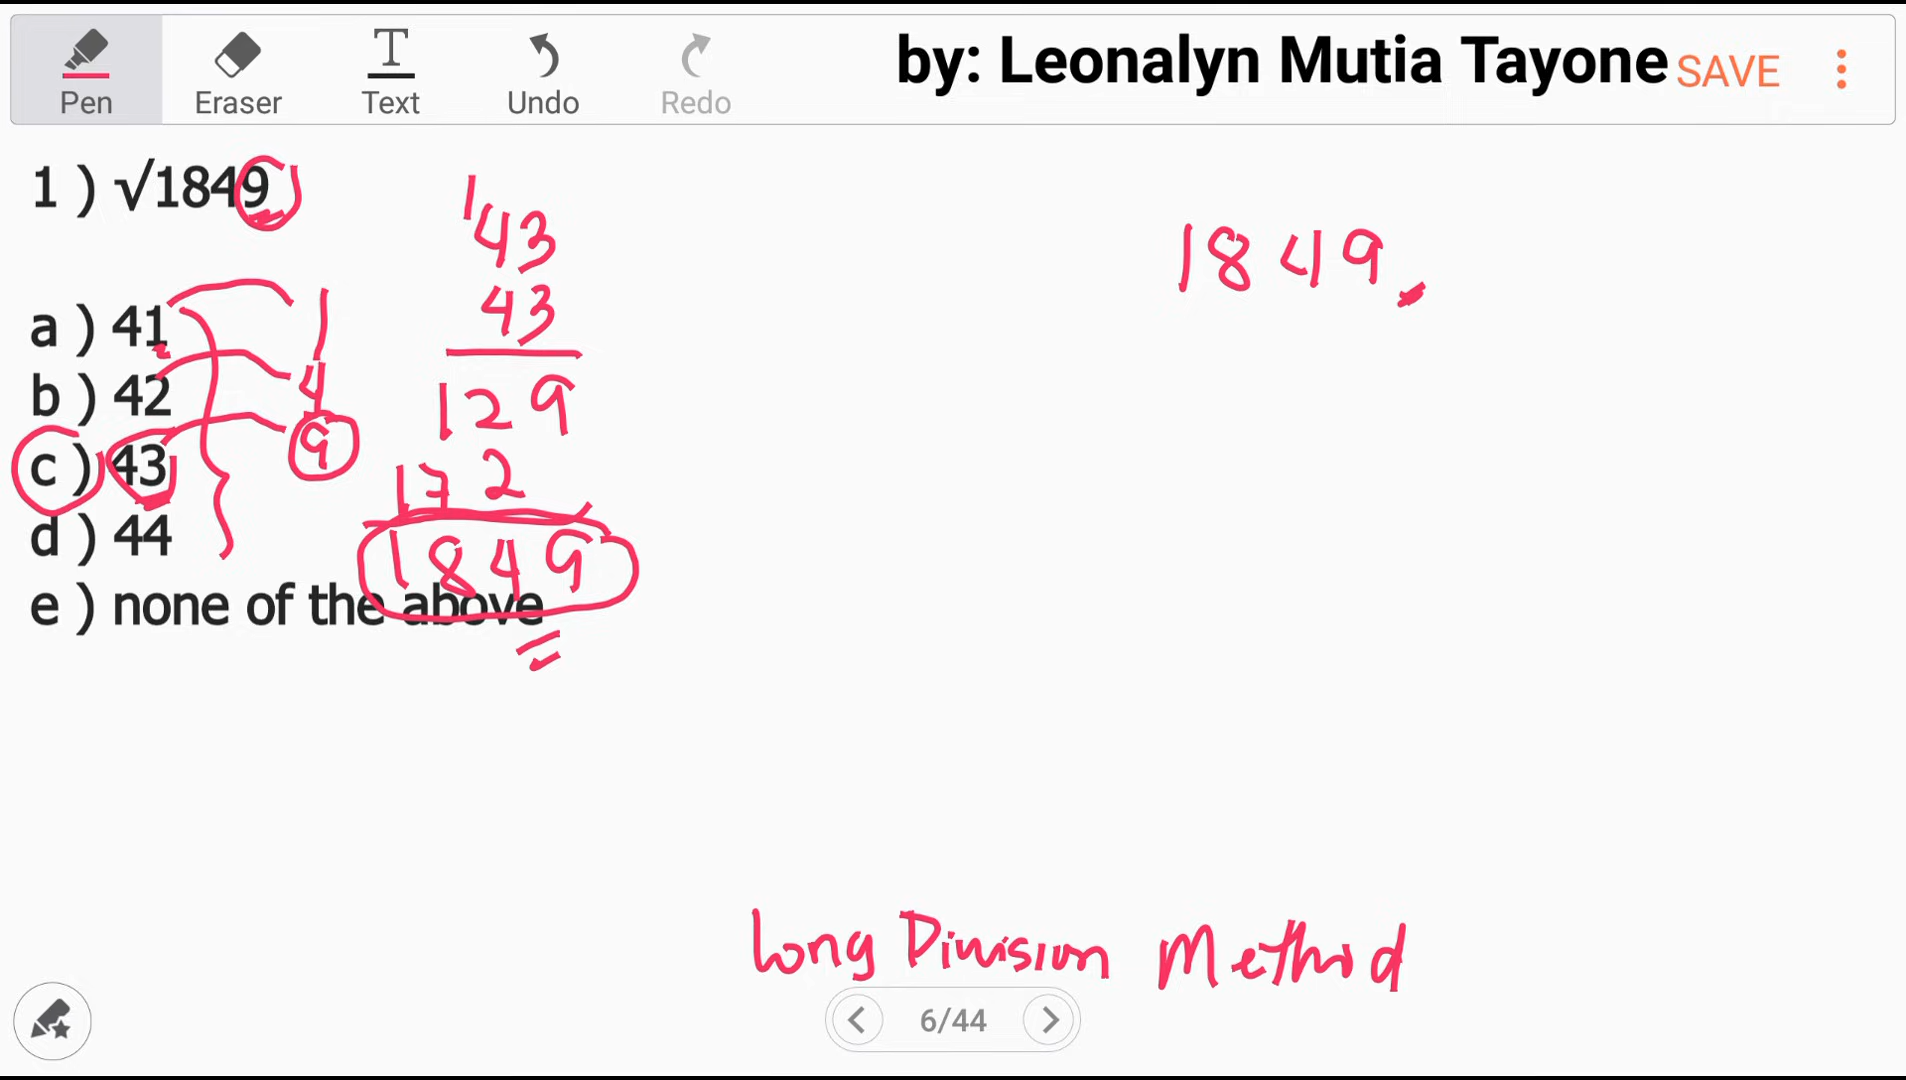 Pen Eraser Text Undo Redo
by: Leonalyn Mutia Tayone SAVE
1 ) √1849
a ) 41
b ) 42
c ) 43
d ) 44
e ) none of the above
1
4
9
1
43
43
129
172
1849
1849.
Long Division Method
6/44